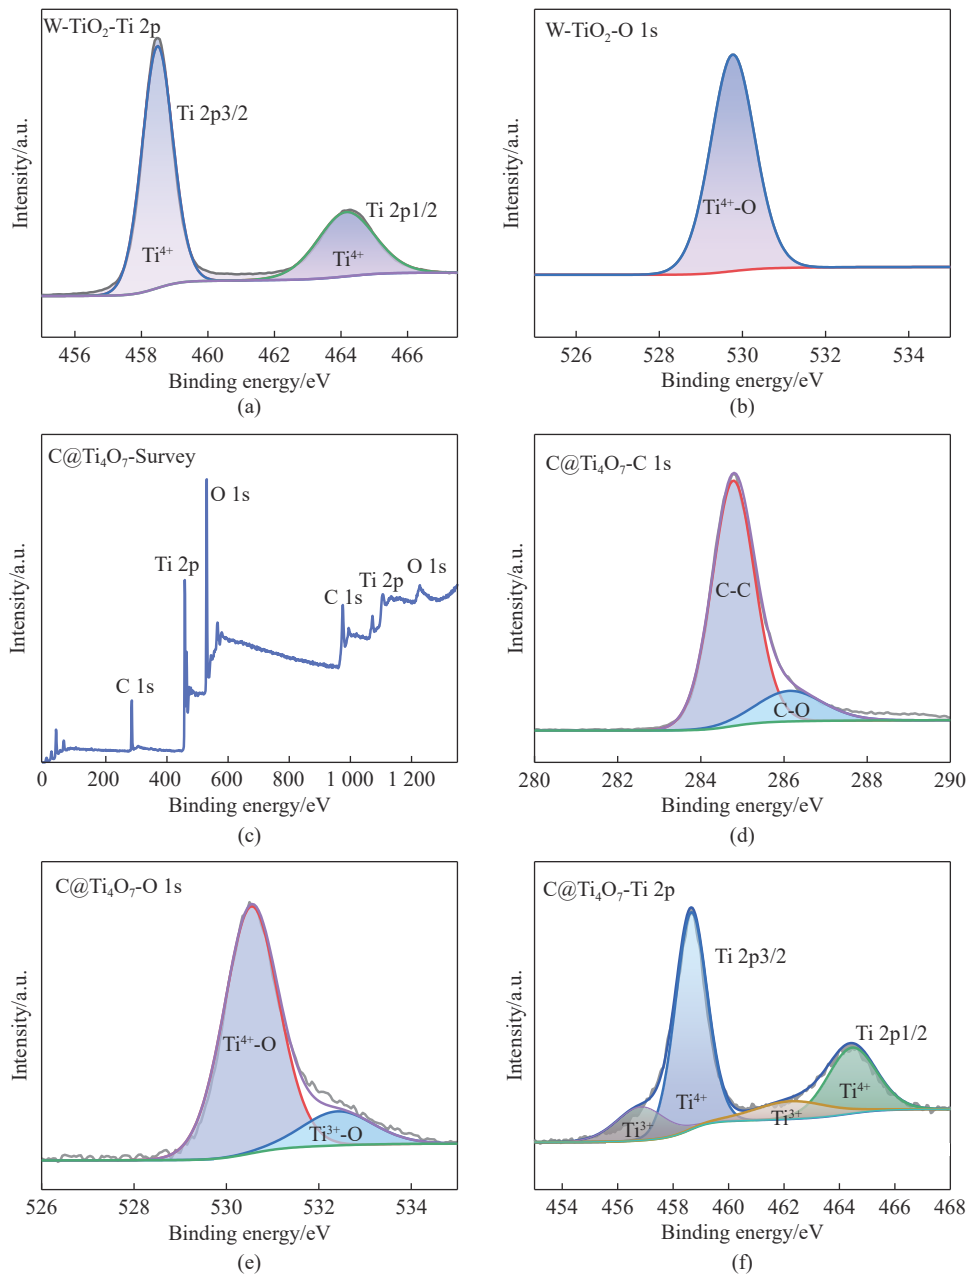 W-TiO₂-Ti 2p
Ti 2p3/2
Ti 2p1/2
Ti⁴⁺
Ti⁴⁺
Intensity/a.u.
456 458 460 462 464 466
Binding energy/eV
(a)
W-TiO₂-O 1s
Ti⁴⁺-O
Intensity/a.u.
526 528 530 532 534
Binding energy/eV
(b)
C@Ti₄O₇-Survey
O 1s
Ti 2p
C 1s
C 1s
Ti 2p
O 1s
Intensity/a.u.
0 200 400 600 800 1 000 1 200
Binding energy/eV
(c)
C@Ti₄O₇-C 1s
C-C
C-O
Intensity/a.u.
280 282 284 286 288 290
Binding energy/eV
(d)
C@Ti₄O₇-O 1s
Ti⁴⁺-O
Ti³⁺-O
Intensity/a.u.
526 528 530 532 534
Binding energy/eV
(e)
C@Ti₄O₇-Ti 2p
Ti 2p3/2
Ti 2p1/2
Ti³⁺
Ti⁴⁺
Ti³⁺
Ti⁴⁺
Intensity/a.u.
454 456 458 460 462 464 466 468
Binding energy/eV
(f)